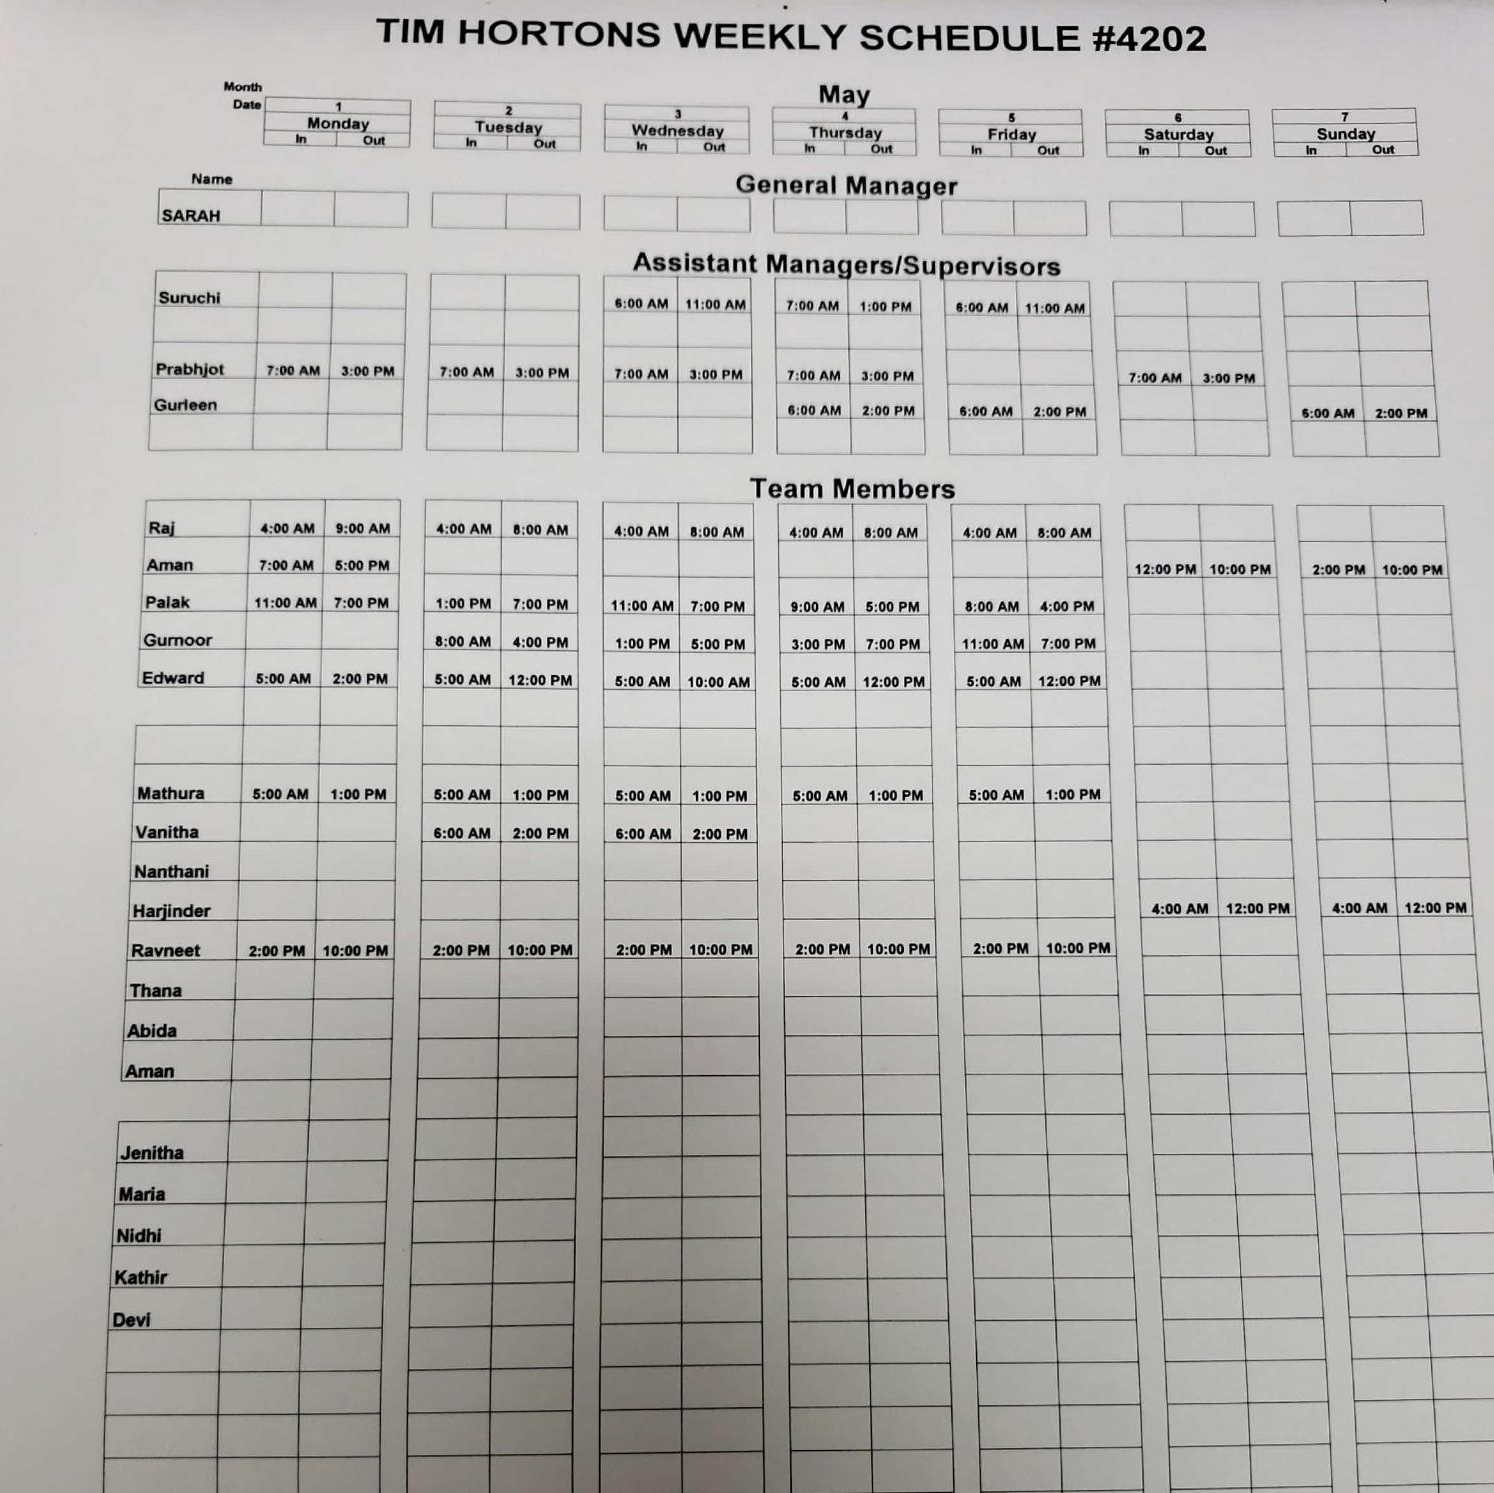 TIM HORTONS WEEKLY SCHEDULE #4202
Month May
Date 1 2 3 4 5 6 7
Monday Tuesday Wednesday Thursday Friday Saturday Sunday
In Out In Out In Out In Out In Out In Out In Out
Name General Manager
SARAH
Assistant Managers/Supervisors
Suruchi 6:00 AM 11:00 AM 7:00 AM 1:00 PM 6:00 AM 11:00 AM
Prabhjot 7:00 AM 3:00 PM 7:00 AM 3:00 PM 7:00 AM 3:00 PM 7:00 AM 3:00 PM 7:00 AM 3:00 PM
Gurleen 6:00 AM 2:00 PM 6:00 AM 2:00 PM 6:00 AM 2:00 PM
Team Members
Raj 4:00 AM 9:00 AM 4:00 AM 8:00 AM 4:00 AM 8:00 AM 4:00 AM 8:00 AM 4:00 AM 8:00 AM
Aman 7:00 AM 5:00 PM 12:00 PM 10:00 PM 2:00 PM 10:00 PM
Palak 11:00 AM 7:00 PM 1:00 PM 7:00 PM 11:00 AM 7:00 PM 9:00 AM 5:00 PM 8:00 AM 4:00 PM
Gurnoor 8:00 AM 4:00 PM 1:00 PM 5:00 PM 3:00 PM 7:00 PM 11:00 AM 7:00 PM
Edward 5:00 AM 2:00 PM 5:00 AM 12:00 PM 5:00 AM 10:00 AM 5:00 AM 12:00 PM 5:00 AM 12:00 PM
Mathura 5:00 AM 1:00 PM 5:00 AM 1:00 PM 5:00 AM 1:00 PM 5:00 AM 1:00 PM 5:00 AM 1:00 PM
Vanitha 6:00 AM 2:00 PM 6:00 AM 2:00 PM
Nanthani
Harjinder 4:00 AM 12:00 PM 4:00 AM 12:00 PM
Ravneet 2:00 PM 10:00 PM 2:00 PM 10:00 PM 2:00 PM 10:00 PM 2:00 PM 10:00 PM 2:00 PM 10:00 PM
Thana
Abida
Aman
Jenitha
Maria
Nidhi
Kathir
Devi